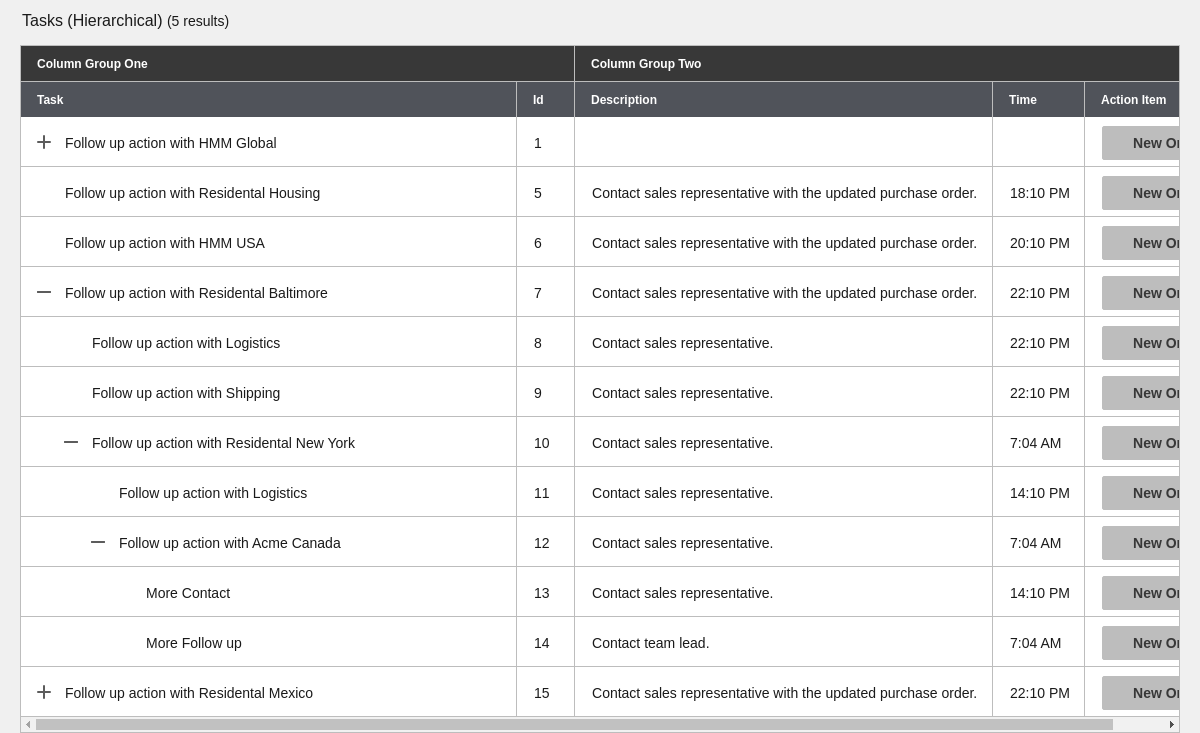 Tasks (Hierarchical) (5 results)
Column Group One Column Group Two
Task Id Description Time Action Item
Follow up action with HMM Global 1 New Or
Follow up action with Residental Housing 5 Contact sales representative with the updated purchase order. 18:10 PM New Or
Follow up action with HMM USA 6 Contact sales representative with the updated purchase order. 20:10 PM New Or
Follow up action with Residental Baltimore 7 Contact sales representative with the updated purchase order. 22:10 PM New Or
Follow up action with Logistics 8 Contact sales representative. 22:10 PM New Or
Follow up action with Shipping 9 Contact sales representative. 22:10 PM New Or
Follow up action with Residental New York 10 Contact sales representative. 7:04 AM New Or
Follow up action with Logistics 11 Contact sales representative. 14:10 PM New Or
Follow up action with Acme Canada 12 Contact sales representative. 7:04 AM New Or
More Contact 13 Contact sales representative. 14:10 PM New Or
More Follow up 14 Contact team lead. 7:04 AM New Or
Follow up action with Residental Mexico 15 Contact sales representative with the updated purchase order. 22:10 PM New Or